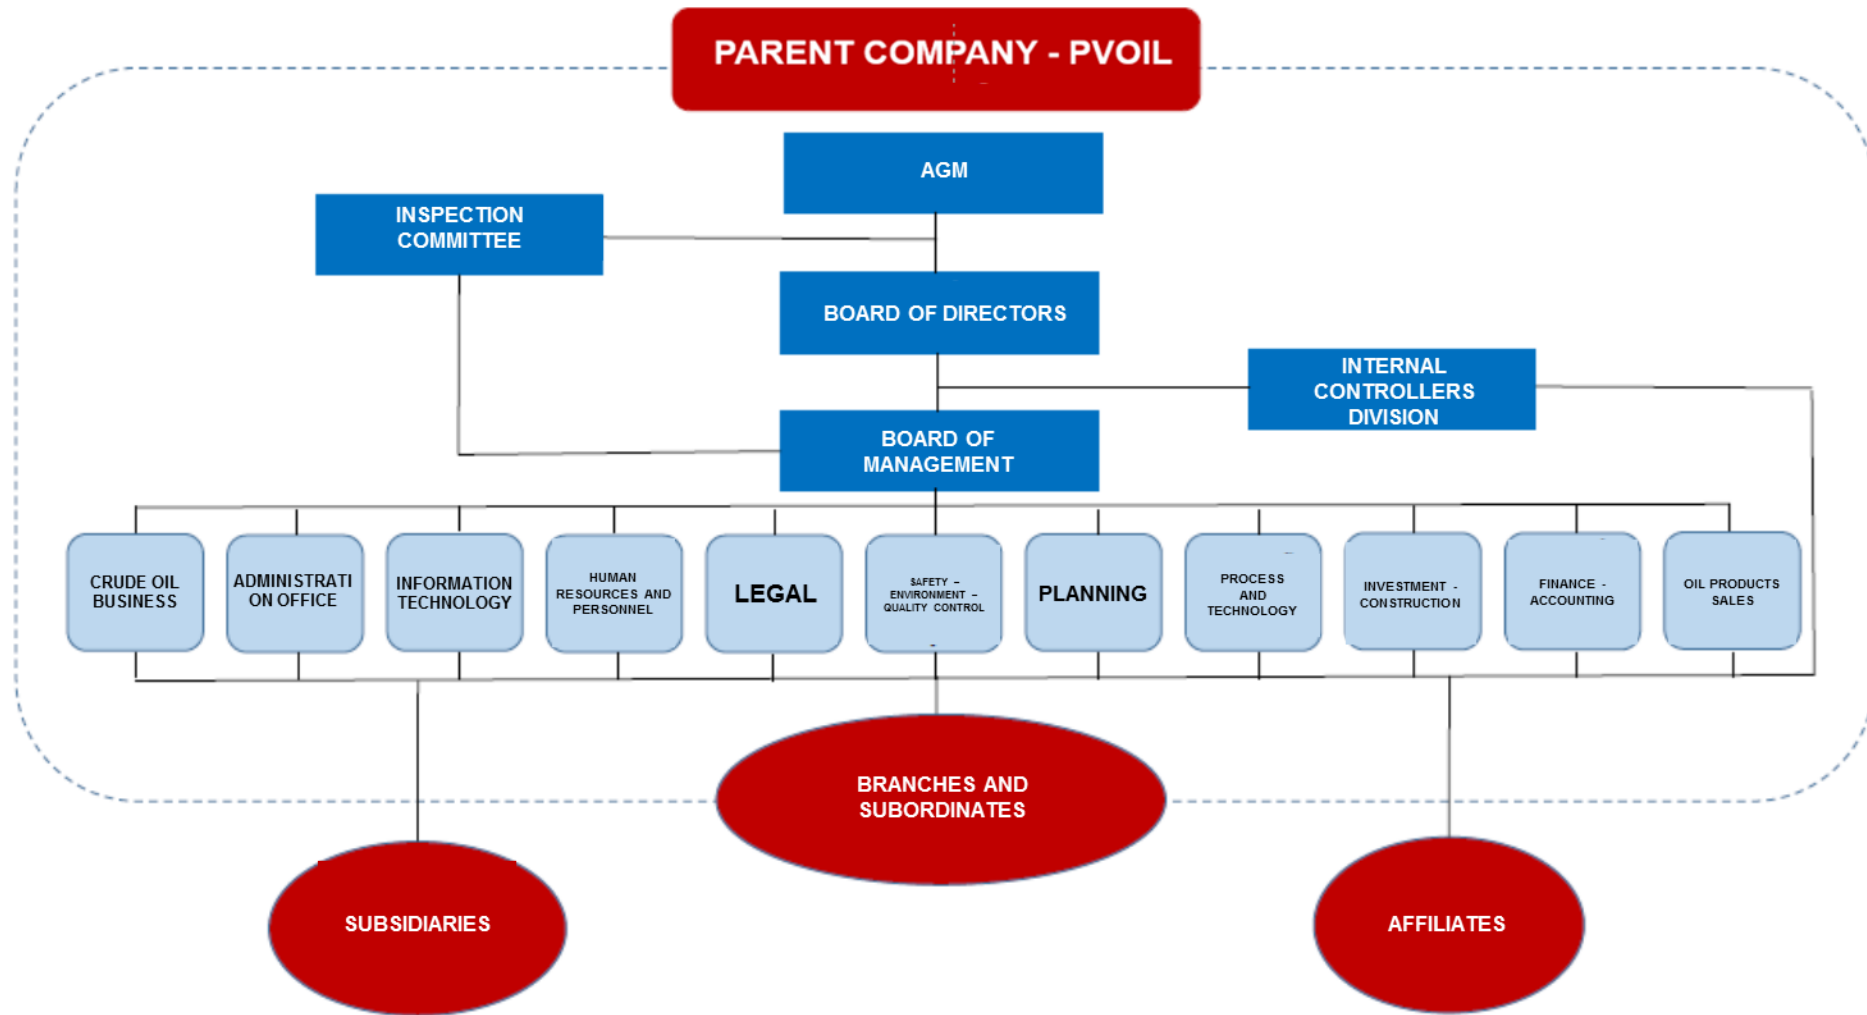 PARENT COMPANY - PVOIL
AGM
INSPECTION
COMMITTEE
BOARD OF DIRECTORS
INTERNAL
CONTROLLERS
DIVISION
BOARD OF
MANAGEMENT
CRUDE OIL
BUSINESS
ADMINISTRATI
ON OFFICE
INFORMATION
TECHNOLOGY
HUMAN
RESOURCES AND
PERSONNEL
LEGAL
SAFETY –
ENVIRONMENT –
QUALITY CONTROL
PLANNING
PROCESS
AND
TECHNOLOGY
INVESTMENT -
CONSTRUCTION
FINANCE -
ACCOUNTING
OIL PRODUCTS
SALES
BRANCHES AND
SUBORDINATES
SUBSIDIARIES
AFFILIATES